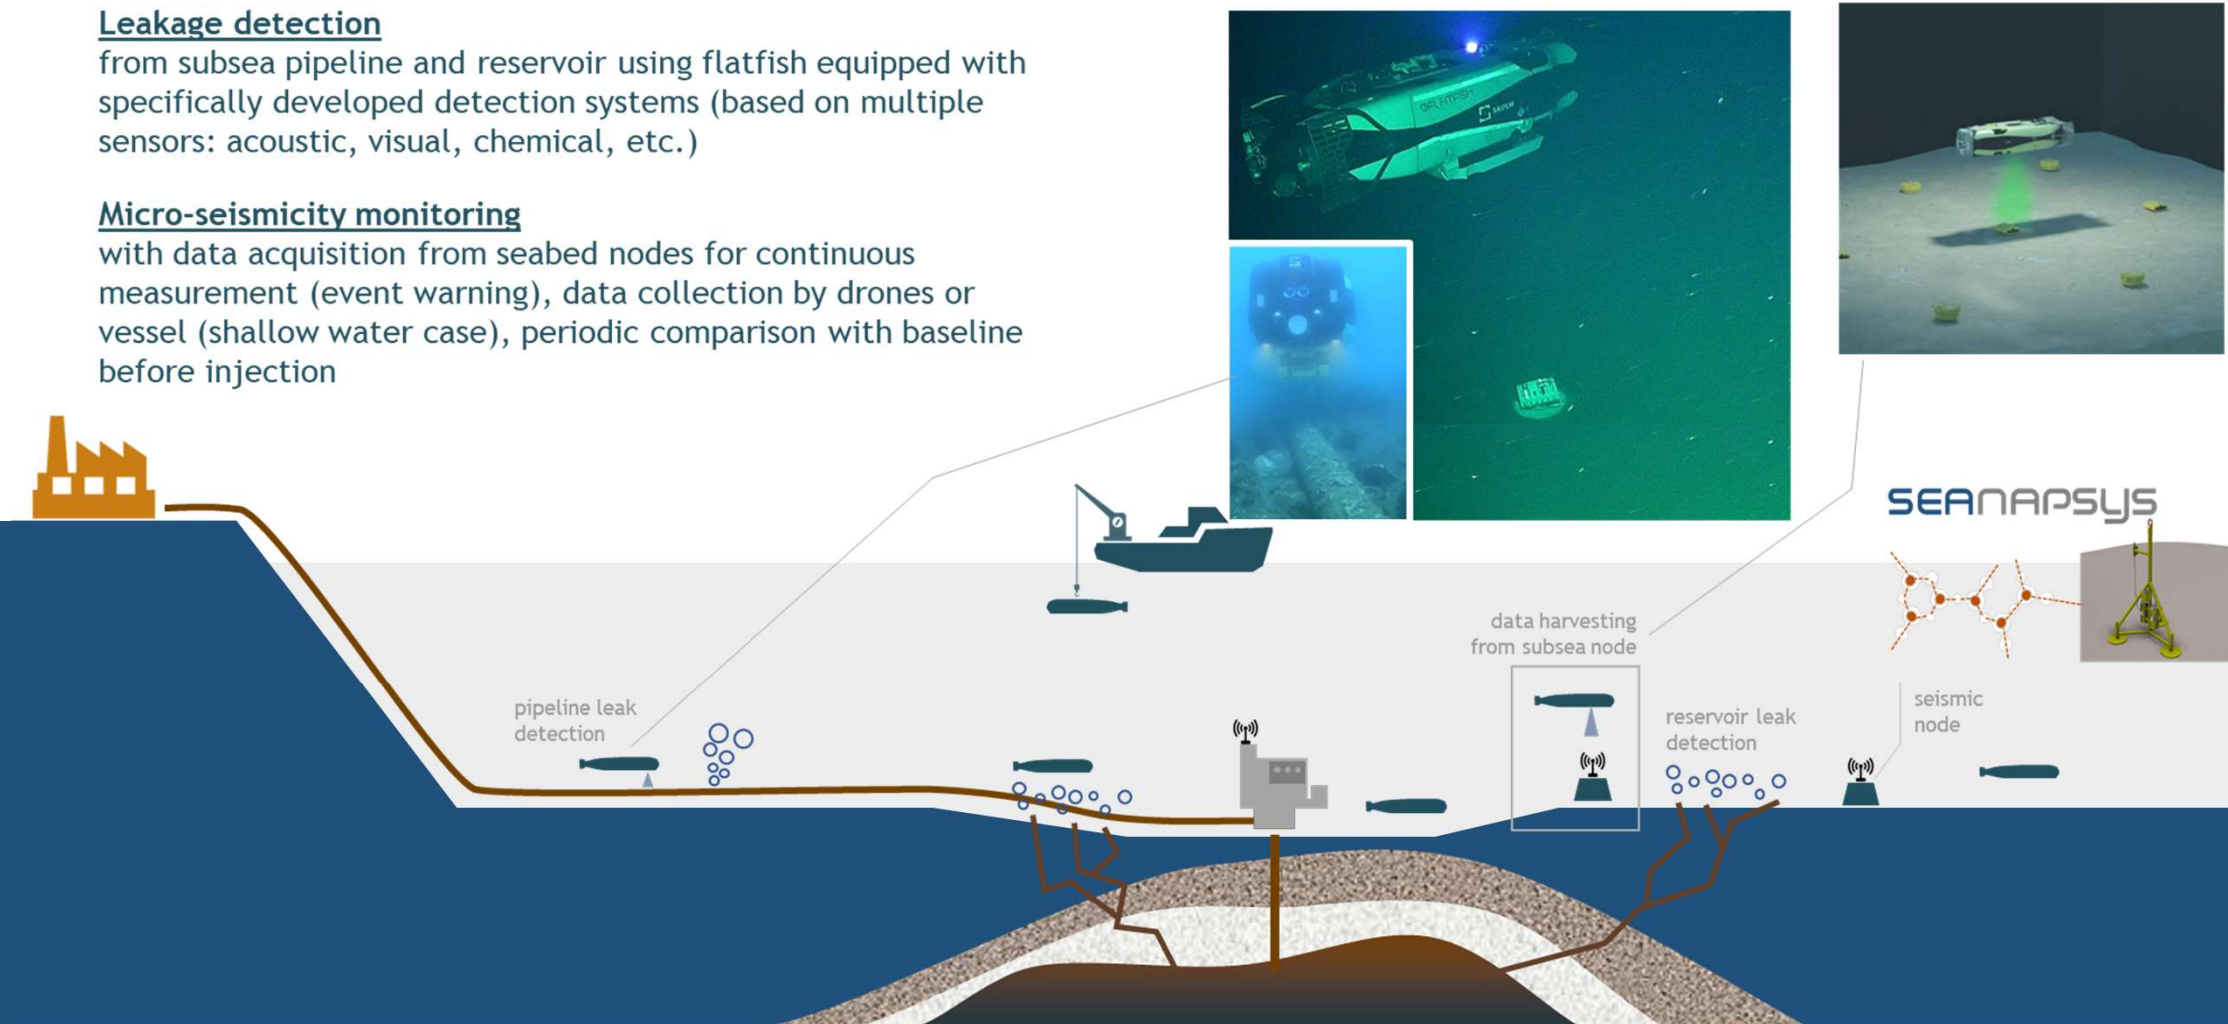 Leakage detection
from subsea pipeline and reservoir using flatfish equipped with
specifically developed detection systems (based on multiple
sensors: acoustic, visual, chemical, etc.)
Micro-seismicity monitoring
with data acquisition from seabed nodes for continuous
measurement (event warning), data collection by drones or
vessel (shallow water case), periodic comparison with baseline
before injection
FLATFISH
SAIPEM
SEANAPSYS
data harvesting
from subsea node
pipeline leak
detection
reservoir leak
detection
seismic
node